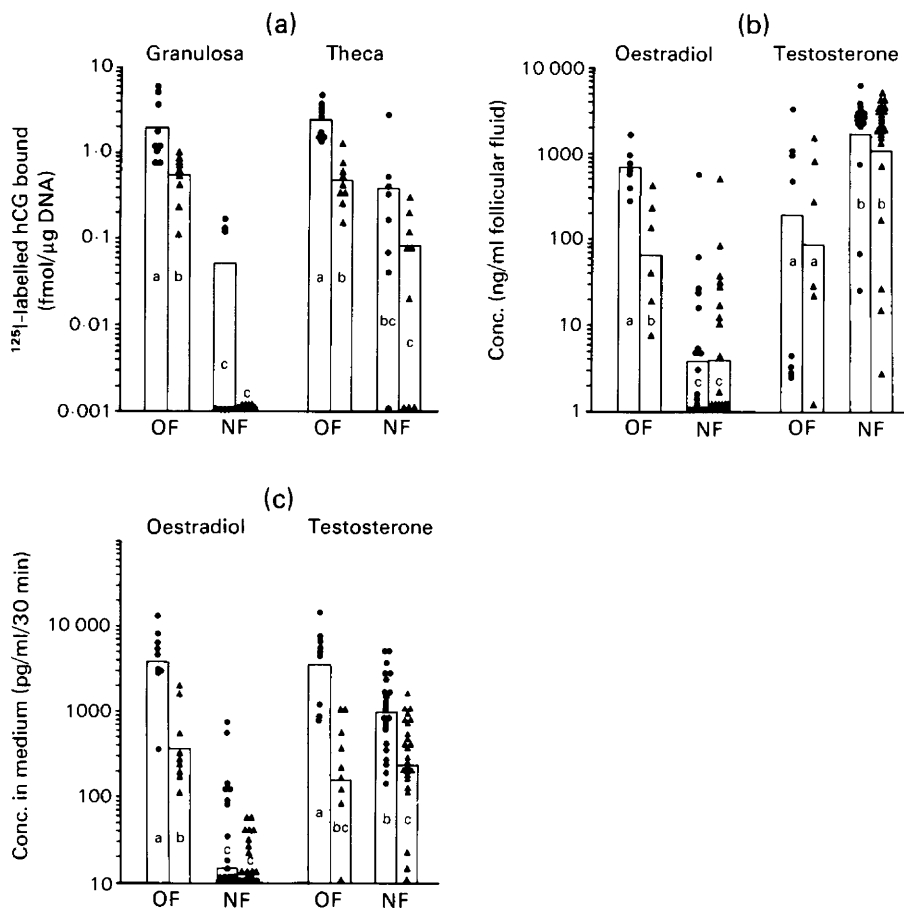 (a)
Granulosa Theca
¹²⁵I-labelled hCG bound
(fmol/μg DNA)
10
1·0
0·1
0·01
0·001
a b c c a b bc c
OF NF OF NF
(b)
Oestradiol Testosterone
Conc. (ng/ml follicular fluid)
10 000
1000
100
10
1
a b c c a a b b
OF NF OF NF
(c)
Oestradiol Testosterone
Conc. in medium (pg/ml/30 min)
10 000
1000
100
10
a b c c a bc b c
OF NF OF NF